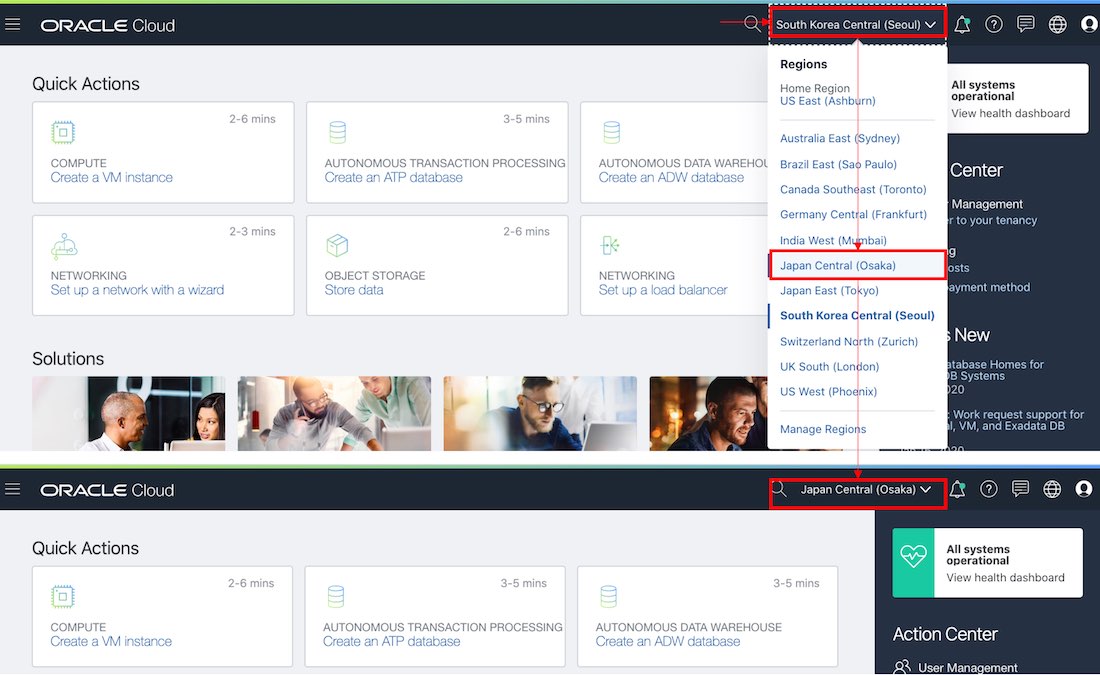 ORACLE Cloud
South Korea Central (Seoul)
Quick Actions
2-6 mins
COMPUTE
Create a VM instance
3-5 mins
AUTONOMOUS TRANSACTION PROCESSING
Create an ATP database
AUTONOMOUS DATA WAREHOU
Create an ADW database
2-3 mins
NETWORKING
Set up a network with a wizard
2-6 mins
OBJECT STORAGE
Store data
NETWORKING
Set up a load balancer
Solutions
Regions
Home Region
US East (Ashburn)
Australia East (Sydney)
Brazil East (Sao Paulo)
Canada Southeast (Toronto)
Germany Central (Frankfurt)
India West (Mumbai)
Japan Central (Osaka)
Japan East (Tokyo)
South Korea Central (Seoul)
Switzerland North (Zurich)
UK South (London)
US West (Phoenix)
Manage Regions
All systems
operational
View health dashboard
Center
Management
er to your tenancy
osts
ayment method
s New
atabase Homes for
DB Systems
020
: Work request support for
al, VM, and Exadata DB
ORACLE Cloud
Japan Central (Osaka)
Quick Actions
2-6 mins
COMPUTE
Create a VM instance
3-5 mins
AUTONOMOUS TRANSACTION PROCESSING
Create an ATP database
3-5 mins
AUTONOMOUS DATA WAREHOUSE
Create an ADW database
All systems
operational
View health dashboard
Action Center
User Management